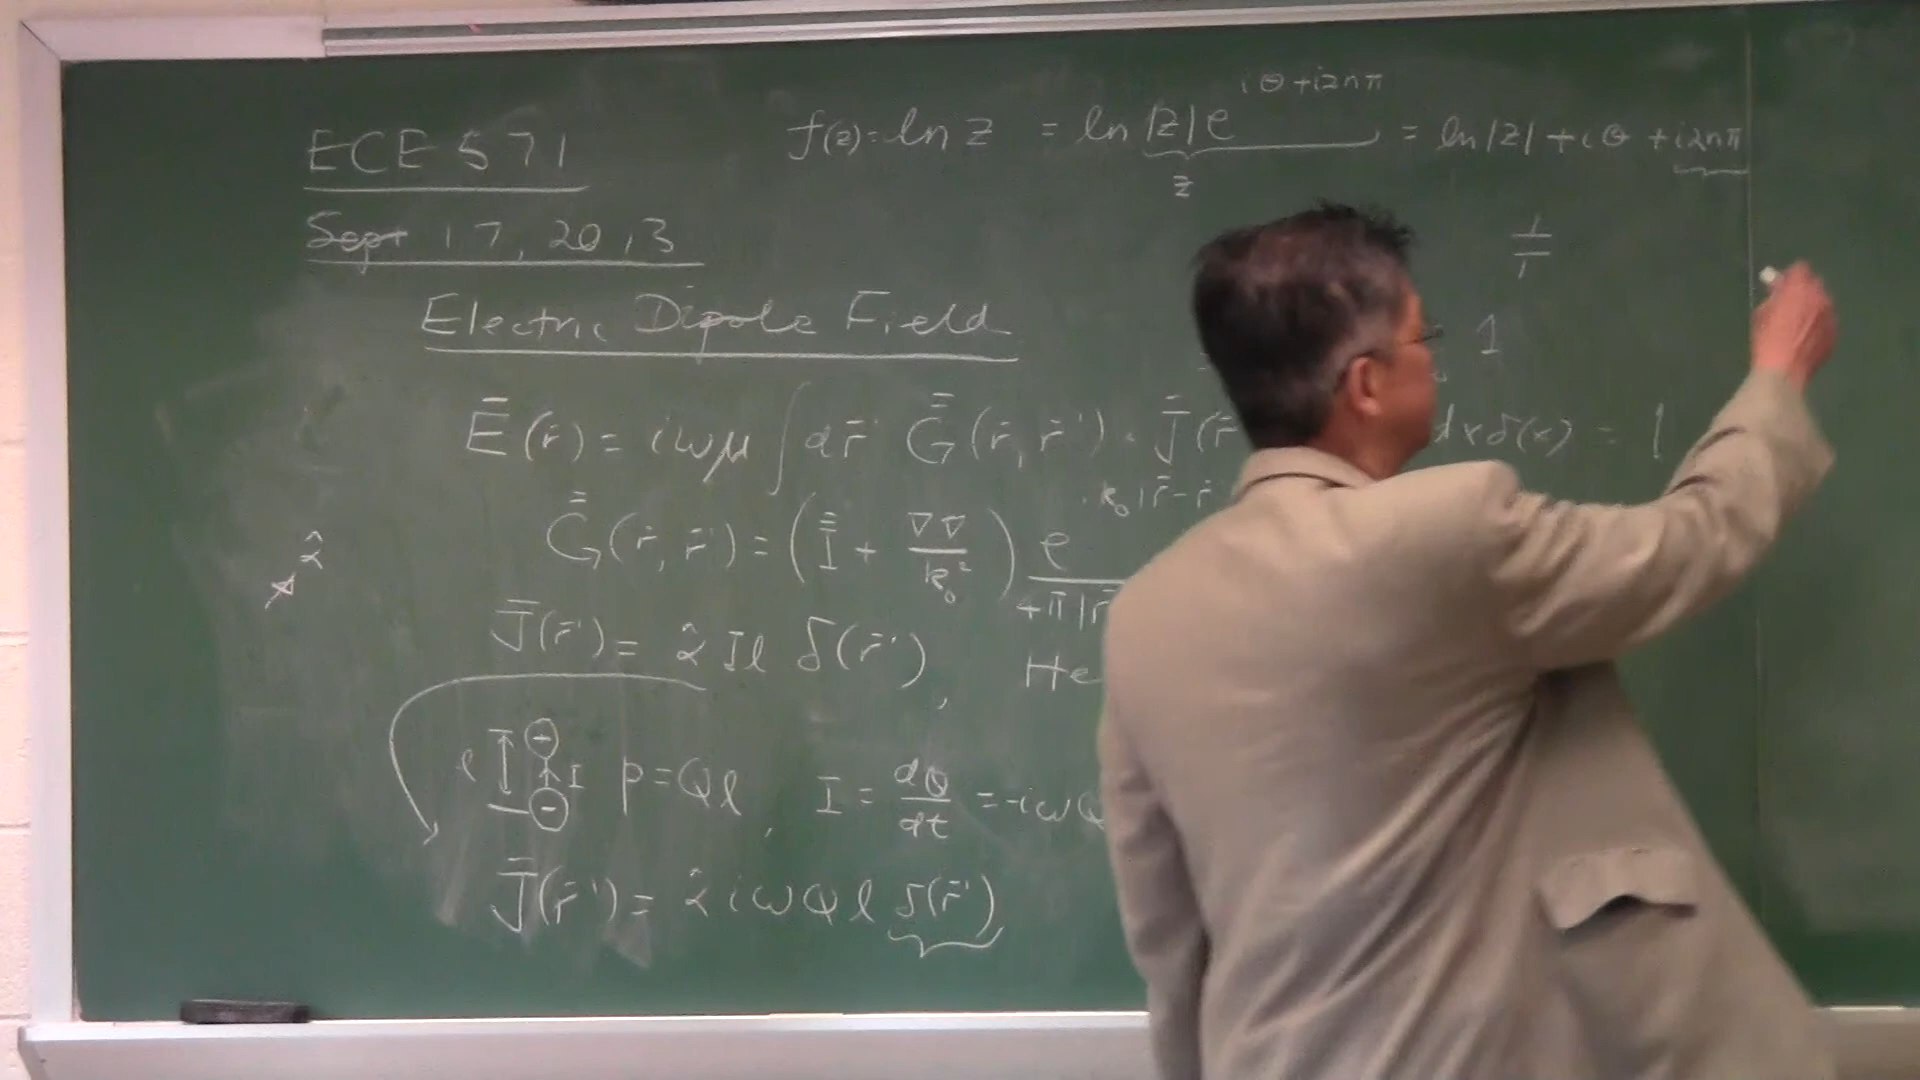 ECE 571
Sept 17, 2013
f(z) = ln z = ln |z| e^{iθ+i2nπ} = ln|z| + iθ + i2nπ
z
Electric Dipole Field
1
E̅(r̅) = iωμ ∫ dr̅' G̿(r̅, r̅') · J̅(r̅
dxδ(x) = 1
G̿(r̅, r̅') = (I̿ + ∇∇/k₀²) e^{ik₀|r̅-r̅'} / 4π|r̅
ẑ
J̅(r̅') = ẑ Il δ(r̅'),
l + I - p = Ql, I = dQ/dt = -iωQ
J̅(r̅') = ẑ iωQl δ(r̅')